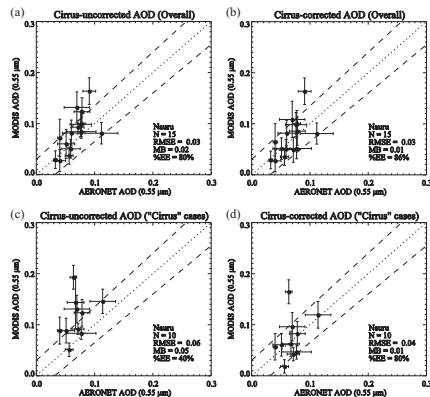 (a) Cirrus-uncorrected AOD (Overall)
0.3
0.2
0.1
0.0
MODIS AOD (0.55 µm)
Nauru
N = 15
RMSE = 0.03
MB = 0.02
%EE = 80%
0.0 0.1 0.2 0.3
AERONET AOD (0.55 µm)
(b) Cirrus-corrected AOD (Overall)
0.3
0.2
0.1
0.0
MODIS AOD (0.55 µm)
Nauru
N = 15
RMSE = 0.03
MB = 0.01
%EE = 86%
0.0 0.1 0.2 0.3
AERONET AOD (0.55 µm)
(c) Cirrus-uncorrected AOD ("Cirrus" cases)
0.3
0.2
0.1
0.0
MODIS AOD (0.55 µm)
Nauru
N = 10
RMSE = 0.06
MB = 0.05
%EE = 40%
0.0 0.1 0.2 0.3
AERONET AOD (0.55 µm)
(d) Cirrus-corrected AOD ("Cirrus" cases)
0.3
0.2
0.1
0.0
MODIS AOD (0.55 µm)
Nauru
N = 10
RMSE = 0.04
MB = 0.01
%EE = 80%
0.0 0.1 0.2 0.3
AERONET AOD (0.55 µm)